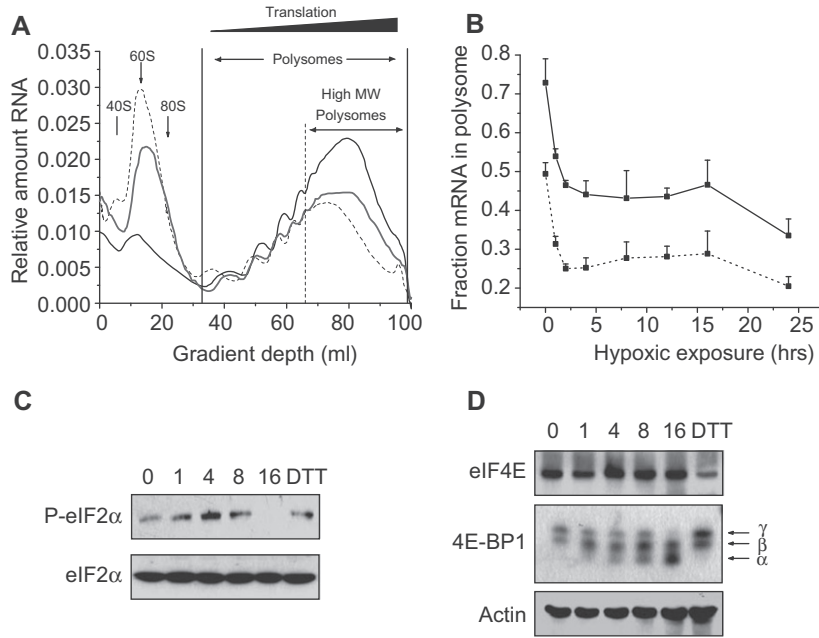 A
Translation
Polysomes
High MW
Polysomes
60S
40S
80S
Relative amount RNA
0.035
0.030
0.025
0.020
0.015
0.010
0.005
0.000
0 20 40 60 80 100
Gradient depth (ml)
B
Fraction mRNA in polysome
0.8
0.7
0.6
0.5
0.4
0.3
0.2
0 5 10 15 20 25
Hypoxic exposure (hrs)
C
0 1 4 8 16 DTT
P-eIF2α
eIF2α
D
0 1 4 8 16 DTT
eIF4E
4E-BP1
γ
β
α
Actin